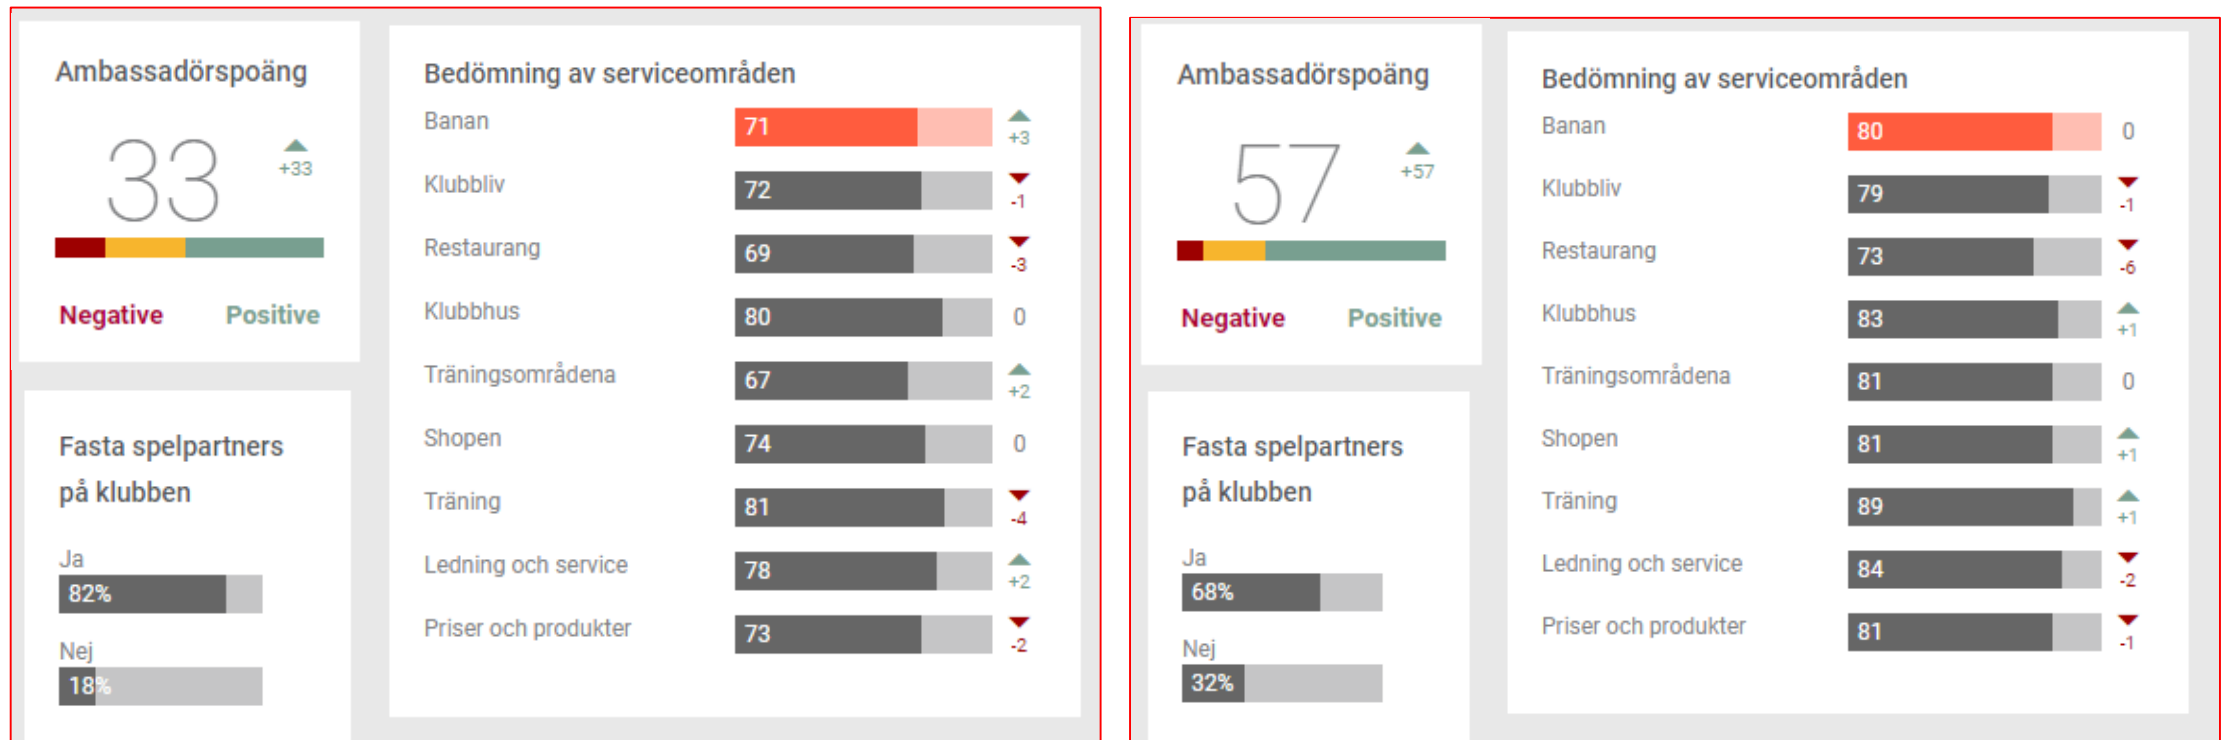 Ambassadörspoäng
33
+33
Negative Positive
Fasta spelpartners
på klubben
Ja
82%
Nej
18%
Bedömning av serviceområden
Banan 71 +3
Klubbliv 72 -1
Restaurang 69 -3
Klubbhus 80 0
Träningsområdena 67 +2
Shopen 74 0
Träning 81 -4
Ledning och service 78 +2
Priser och produkter 73 -2
Ambassadörspoäng
57
+57
Negative Positive
Fasta spelpartners
på klubben
Ja
68%
Nej
32%
Bedömning av serviceområden
Banan 80 0
Klubbliv 79 -1
Restaurang 73 -6
Klubbhus 83 +1
Träningsområdena 81 0
Shopen 81 +1
Träning 89 +1
Ledning och service 84 -2
Priser och produkter 81 -1